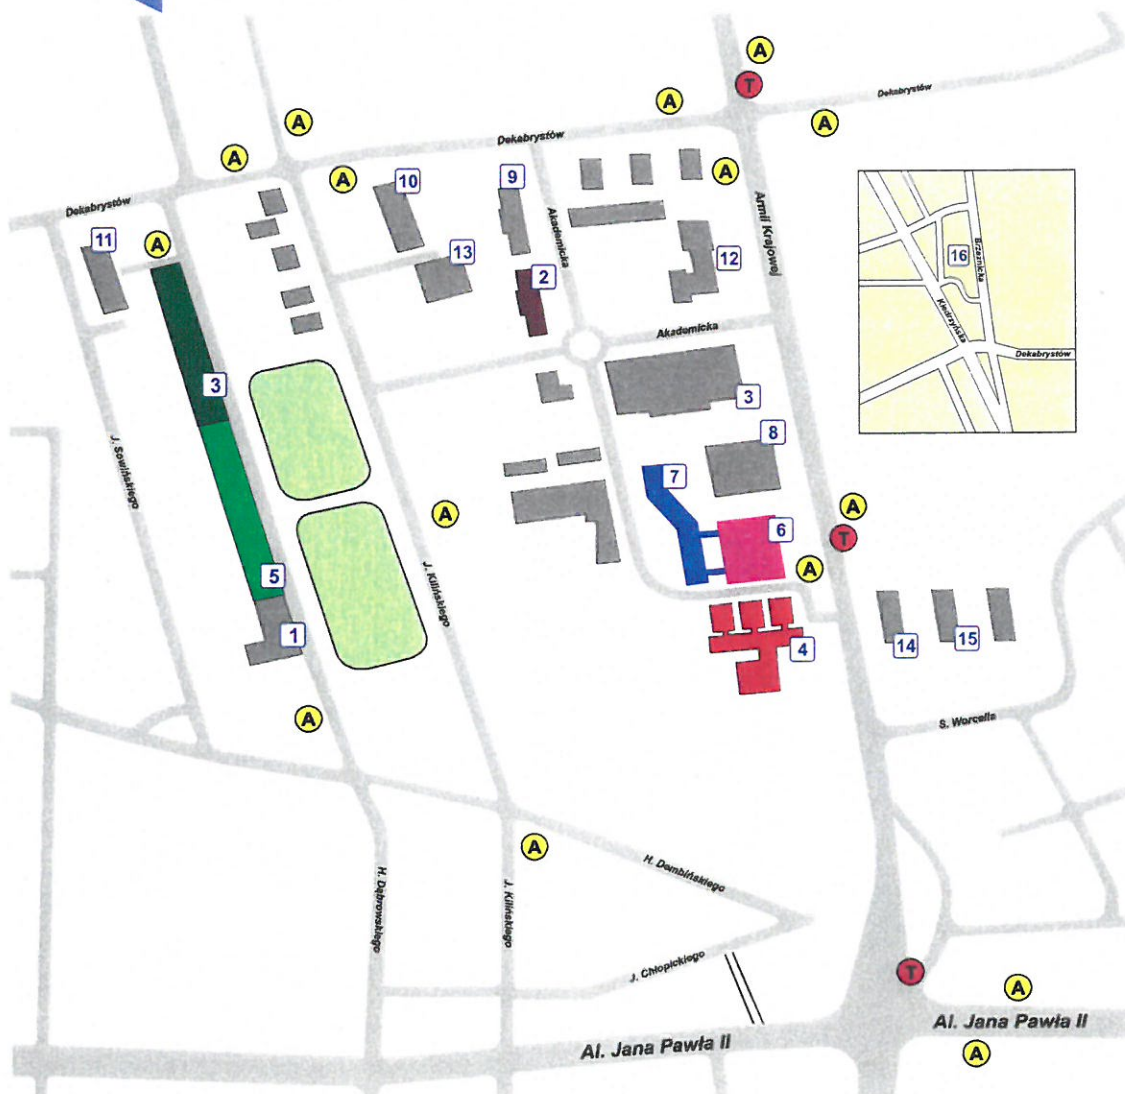 A
T
A
Dekabrystów
A
A
Dekabrystów
A
A
A
A
10
9
Dekabrystów
11
A
13
2
Akademicka
12
Armii Krajowej
16
Brzeźnicka
Kiedrzyńska
Dekabrystów
Akademicka
3
3
8
J. Sowińskiego
7
A
A
6
T
5
A
J. Kilińskiego
1
4
14
15
A
S. Worcella
A
H. Dąbrowskiego
J. Kilińskiego
H. Dembińskiego
J. Chłopickiego
T
A
Al. Jana Pawła II
Al. Jana Pawła II
A